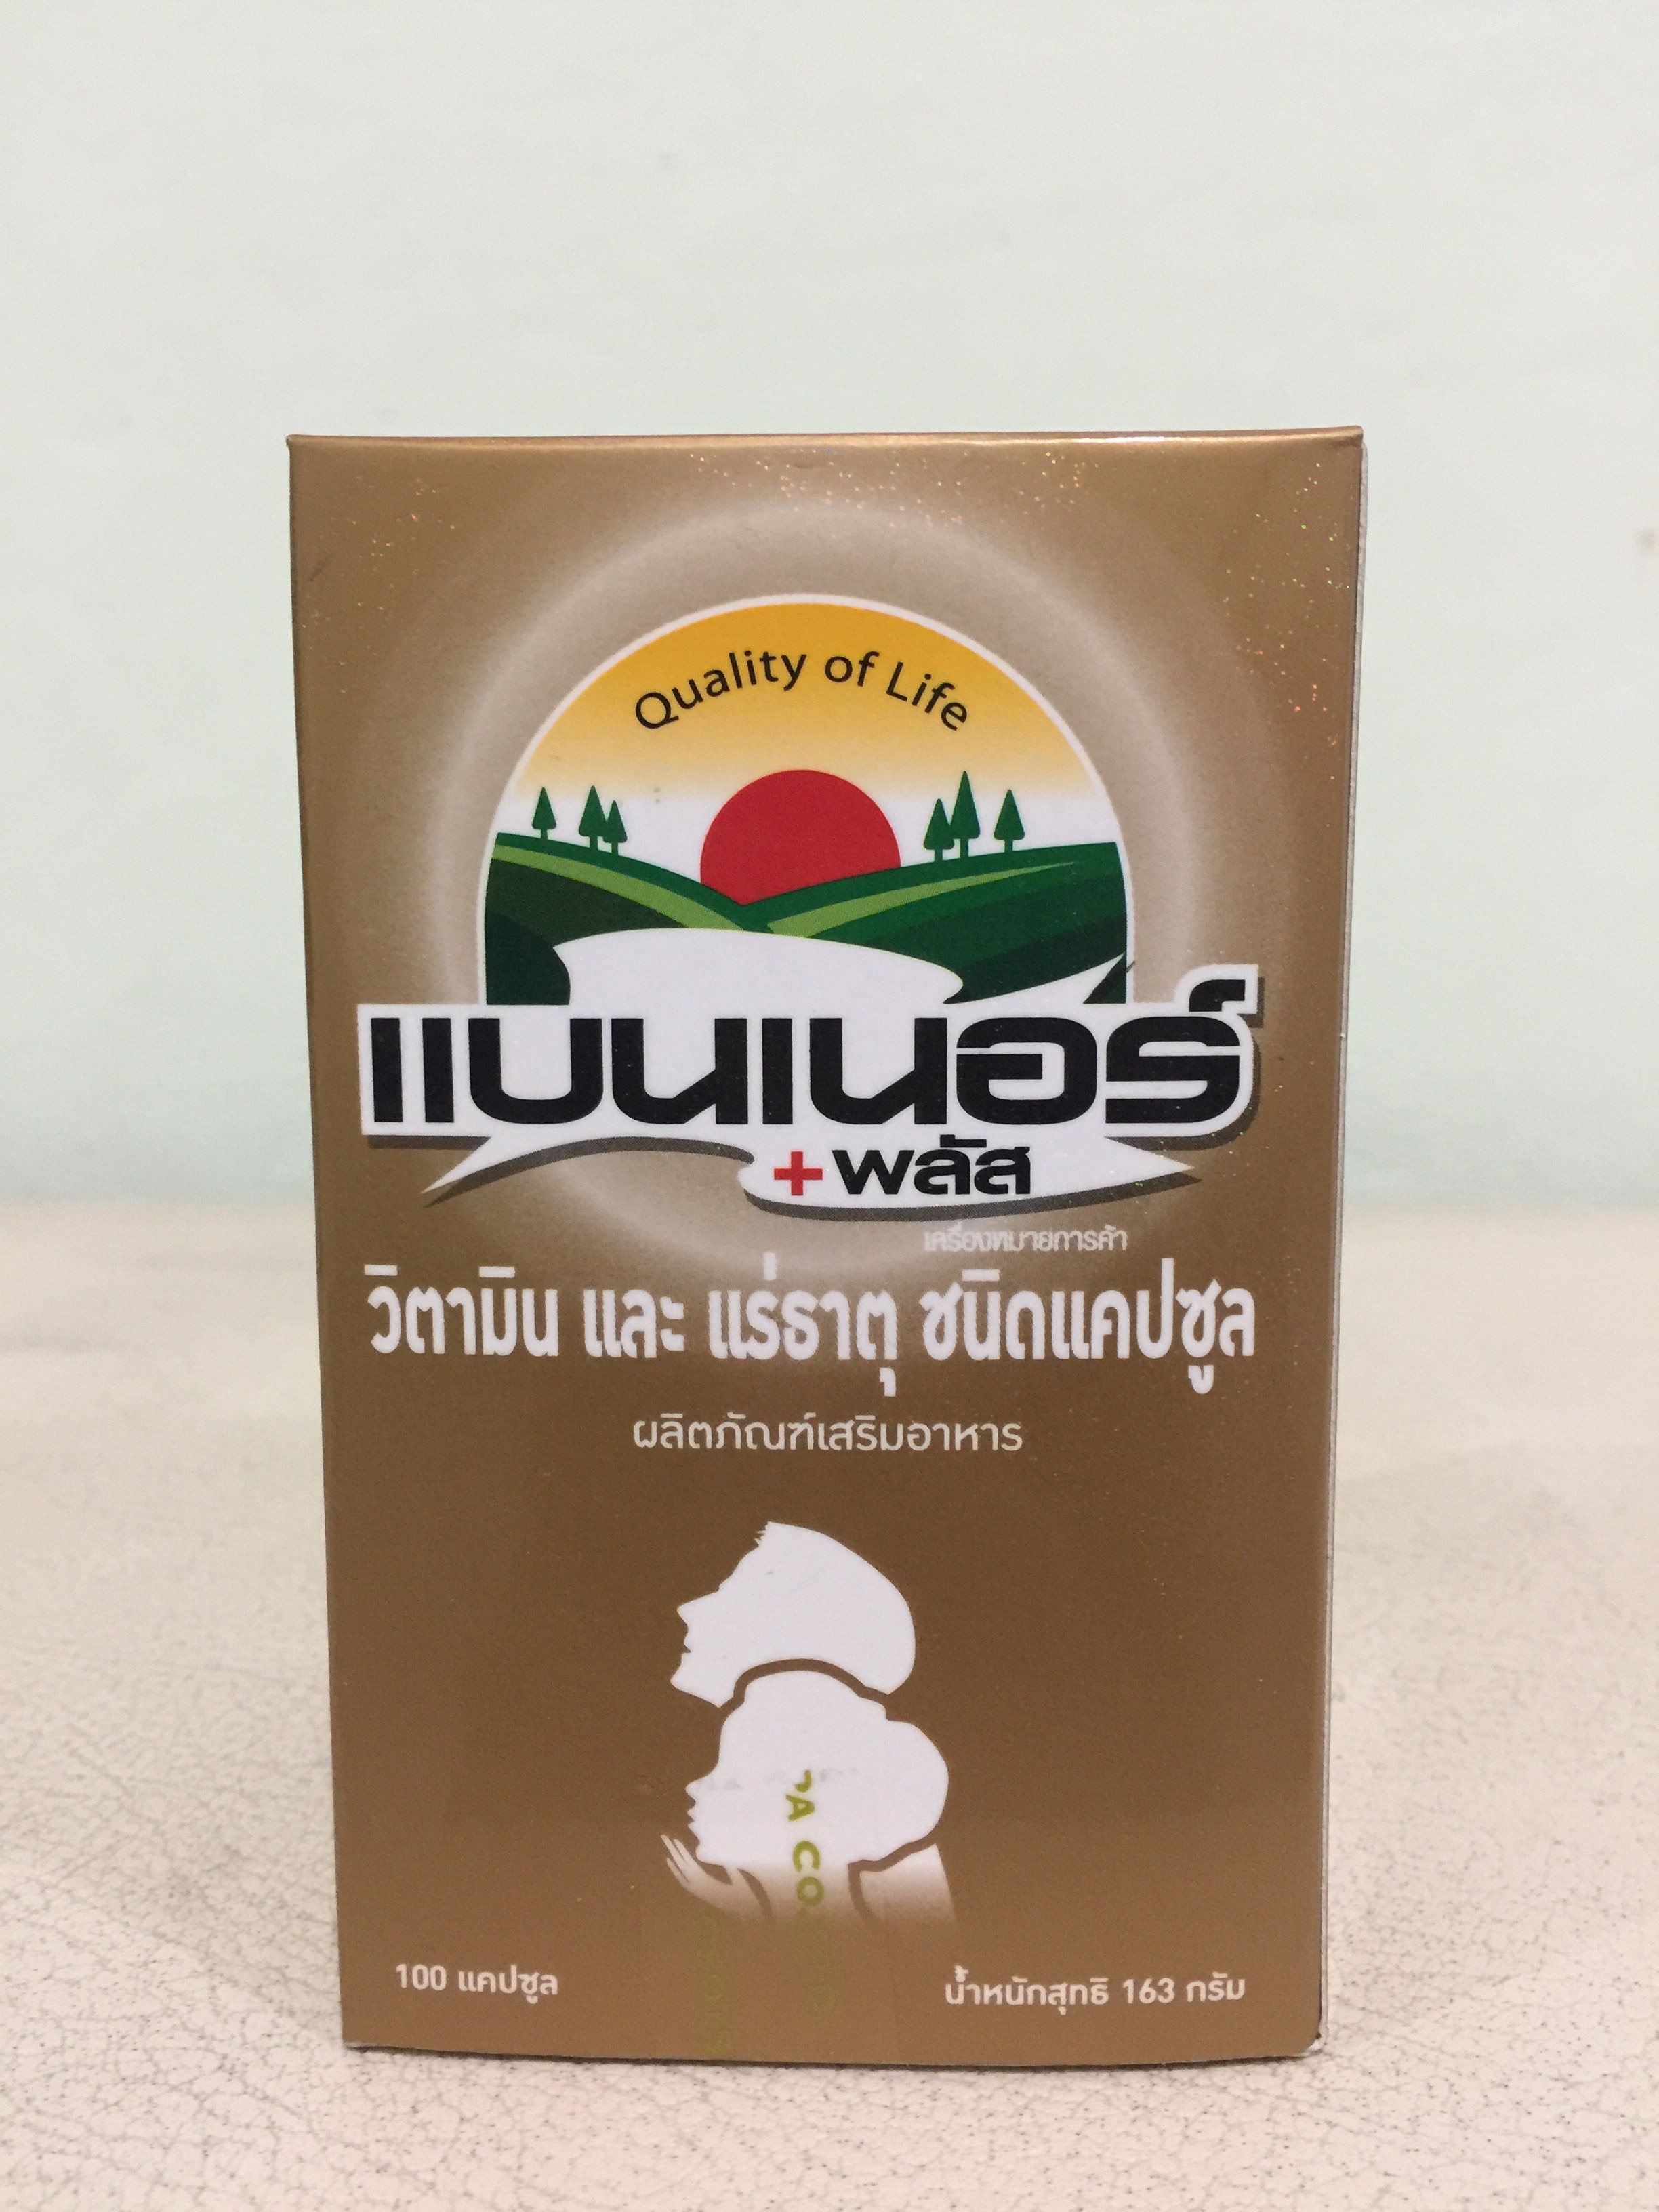 Quality of Life
แบนเนอร์
+พลัส
เครื่องหมายการค้า
วิตามิน และ แร่ธาตุ ชนิดแคปซูล
ผลิตภัณฑ์เสริมอาหาร
100 แคปซูล
น้ำหนักสุทธิ 163 กรัม